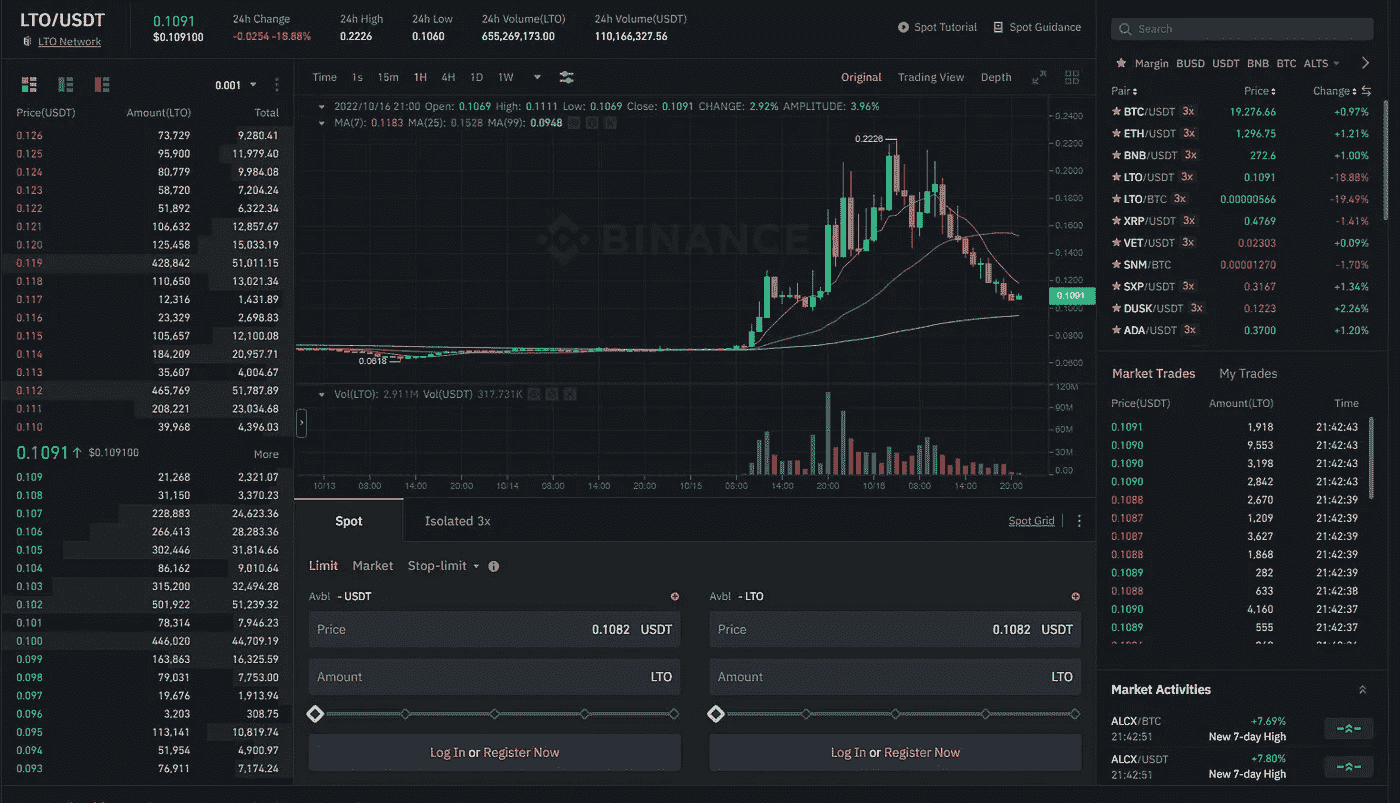 LTO/USDT
LTO Network
0.1091
$0.109100
24h Change
-0.0254 -18.88%
24h High
0.2226
24h Low
0.1060
24h Volume(LTO)
655,269,173.00
24h Volume(USDT)
110,166,327.56
Spot Tutorial
Spot Guidance
0.001
Price(USDT) Amount(LTO) Total
0.126 73,729 9,280.41
0.125 95,900 11,979.40
0.124 80,779 9,984.08
0.123 58,720 7,204.24
0.122 51,892 6,322.34
0.121 106,632 12,857.67
0.120 125,458 15,033.19
0.119 428,842 51,011.15
0.118 110,650 13,021.34
0.117 12,316 1,431.89
0.116 23,329 2,698.83
0.115 105,657 12,100.08
0.114 184,209 20,957.71
0.113 35,607 4,004.67
0.112 465,769 51,787.89
0.111 208,221 23,034.68
0.110 39,968 4,396.03
0.1091 $0.109100 More
0.109 21,268 2,321.07
0.108 31,150 3,370.23
0.107 228,883 24,623.36
0.106 266,413 28,283.36
0.105 302,446 31,814.66
0.104 86,162 9,010.64
0.103 315,200 32,494.28
0.102 501,922 51,239.32
0.101 78,314 7,946.23
0.100 446,020 44,709.19
0.099 163,863 16,325.59
0.098 79,031 7,753.00
0.097 19,676 1,913.94
0.096 3,203 308.75
0.095 113,141 10,819.74
0.094 51,954 4,900.97
0.093 76,911 7,174.24
Time 1s 15m 1H 4H 1D 1W
Original Trading View Depth
2022/10/16 21:00 Open: 0.1069 High: 0.1111 Low: 0.1069 Close: 0.1091 CHANGE: 2.92% AMPLITUDE: 3.96%
MA(7): 0.1183 MA(25): 0.1528 MA(99): 0.0948
0.2400
0.2226
0.2200
0.2000
0.1800
0.1600
BINANCE
0.1400
0.1200
0.1091
0.1000
0.0800
0.0618
0.0600
Vol(LTO): 2.911M Vol(USDT) 317.731K
120M
90M
60M
30M
0.00
10/13 08:00 14:00 20:00 10/14 08:00 14:00 20:00 10/15 08:00 14:00 20:00 10/16 08:00 14:00 20:00
Spot Isolated 3x
Spot Grid
Limit Market Stop-limit
Avbl - USDT
Price 0.1082 USDT
Amount LTO
Log In or Register Now
Avbl - LTO
Price 0.1082 USDT
Amount LTO
Log In or Register Now
Search
Margin BUSD USDT BNB BTC ALTS
Pair Price Change
BTC/USDT 3x 19,276.66 +0.97%
ETH/USDT 3x 1,296.75 +1.21%
BNB/USDT 3x 272.6 +1.00%
LTO/USDT 3x 0.1091 -18.88%
LTO/BTC 3x 0.00000566 -19.49%
XRP/USDT 3x 0.4769 -1.41%
VET/USDT 3x 0.02303 +0.09%
SNM/BTC 0.00001270 -1.70%
SXP/USDT 3x 0.3167 +1.34%
DUSK/USDT 3x 0.1223 +2.26%
ADA/USDT 3x 0.3700 +1.20%
Market Trades My Trades
Price(USDT) Amount(LTO) Time
0.1091 1,918 21:42:43
0.1090 9,553 21:42:43
0.1090 3,198 21:42:43
0.1090 2,842 21:42:43
0.1088 2,670 21:42:39
0.1087 1,209 21:42:39
0.1087 3,627 21:42:39
0.1088 1,868 21:42:39
0.1089 282 21:42:39
0.1088 633 21:42:38
0.1090 4,160 21:42:37
0.1089 555 21:42:37
Market Activities
ALCX/BTC +7.69%
21:42:51 New 7-day High
ALCX/USDT +7.80%
21:42:51 New 7-day High